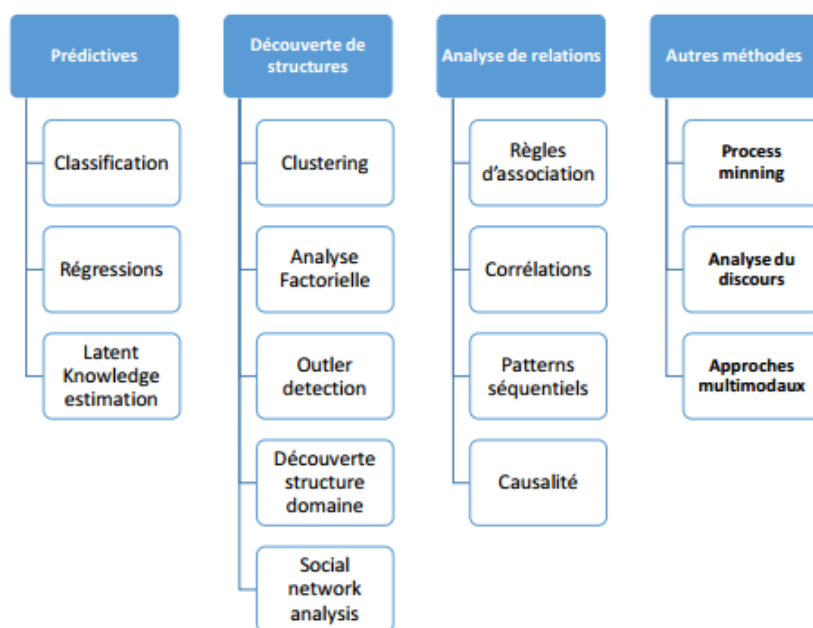 Prédictives
Classification
Régressions
Latent
Knowledge
estimation
Découverte de
structures
Clustering
Analyse
Factorielle
Outler
detection
Découverte
structure
domaine
Social
network
analysis
Analyse de relations
Règles
d'association
Corrélations
Patterns
séquentiels
Causalité
Autres méthodes
Process
minning
Analyse du
discours
Approches
multimodaux